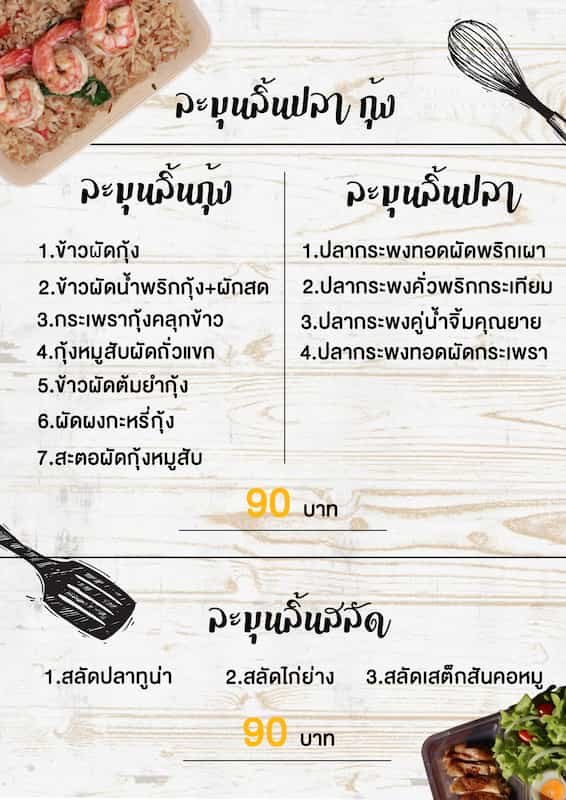 ละมุนลิ้นปลา กุ้ง
ละมุนลิ้นกุ้ง
1.ข้าวผัดกุ้ง
2.ข้าวผัดน้ำพริกกุ้ง+ผักสด
3.กระเพรากุ้งคลุกข้าว
4.กุ้งหมูสับผัดถั่วแขก
5.ข้าวผัดต้มยำกุ้ง
6.ผัดผงกะหรี่กุ้ง
7.สะตอผัดกุ้งหมูสับ
ละมุนลิ้นปลา
1.ปลากระพงทอดผัดพริกเผา
2.ปลากระพงคั่วพริกกระเทียม
3.ปลากระพงคู่น้ำจิ้มคุณยาย
4.ปลากระพงทอดผัดกระเพรา
90 บาท
ละมุนลิ้นสลัด
1.สลัดปลาทูน่า 2.สลัดไก่ย่าง 3.สลัดเสต็กสันคอหมู
90 บาท